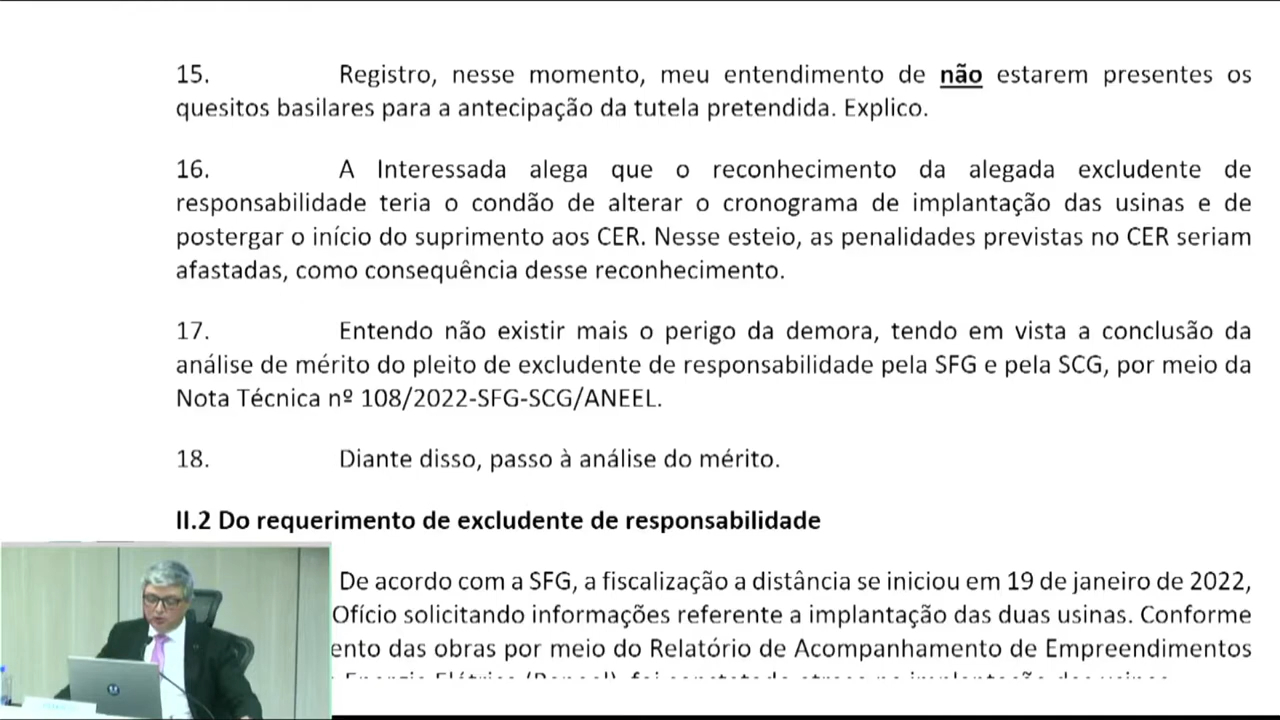 15. Registro, nesse momento, meu entendimento de não estarem presentes os
quesitos basilares para a antecipação da tutela pretendida. Explico.
16. A Interessada alega que o reconhecimento da alegada excludente de
responsabilidade teria o condão de alterar o cronograma de implantação das usinas e de
postergar o início do suprimento aos CER. Nesse esteio, as penalidades previstas no CER seriam
afastadas, como consequência desse reconhecimento.
17. Entendo não existir mais o perigo da demora, tendo em vista a conclusão da
análise de mérito do pleito de excludente de responsabilidade pela SFG e pela SCG, por meio da
Nota Técnica nº 108/2022-SFG-SCG/ANEEL.
18. Diante disso, passo à análise do mérito.
II.2 Do requerimento de excludente de responsabilidade
De acordo com a SFG, a fiscalização a distância se iniciou em 19 de janeiro de 2022,
Ofício solicitando informações referente a implantação das duas usinas. Conforme
ento das obras por meio do Relatório de Acompanhamento de Empreendimentos